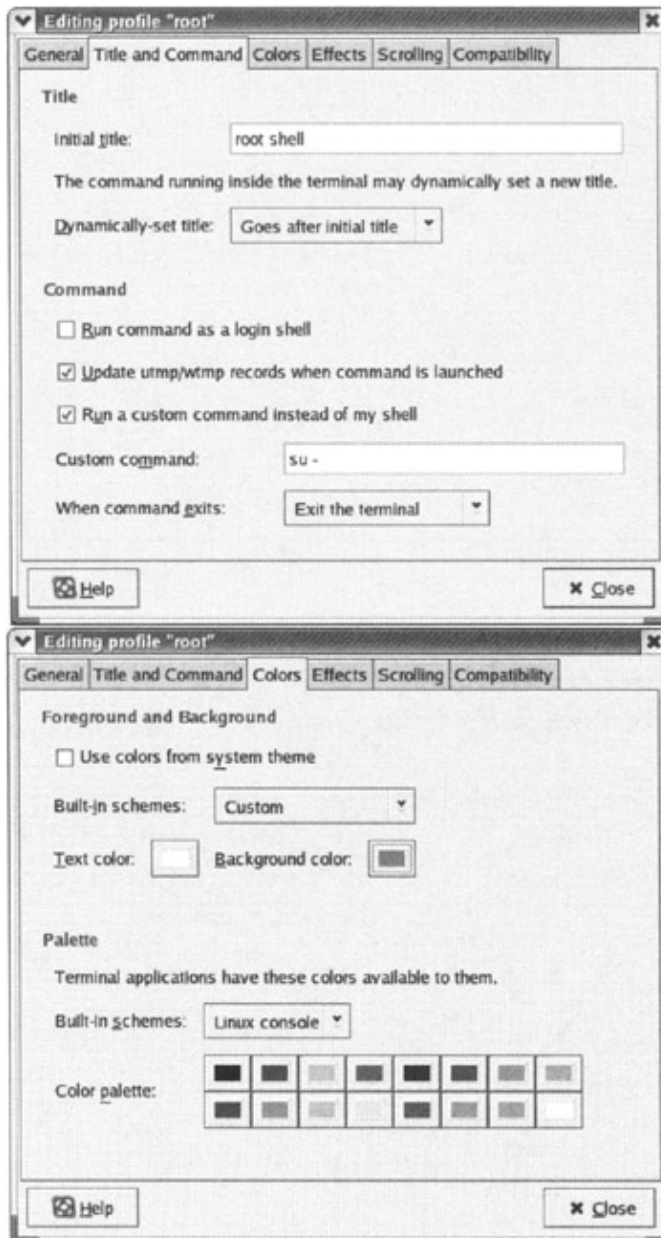 Editing profile "root"
General Title and Command Colors Effects Scrolling Compatibility
Title
Initial title: root shell
The command running inside the terminal may dynamically set a new title.
Dynamically-set title: Goes after initial title
Command
Run command as a login shell
Update utmp/wtmp records when command is launched
Run a custom command instead of my shell
Custom command: su -
When command exits: Exit the terminal
Help Close
Editing profile "root"
General Title and Command Colors Effects Scrolling Compatibility
Foreground and Background
Use colors from system theme
Built-in schemes: Custom
Text color: Background color:
Palette
Terminal applications have these colors available to them.
Built-in schemes: Linux console
Color palette:
Help Close